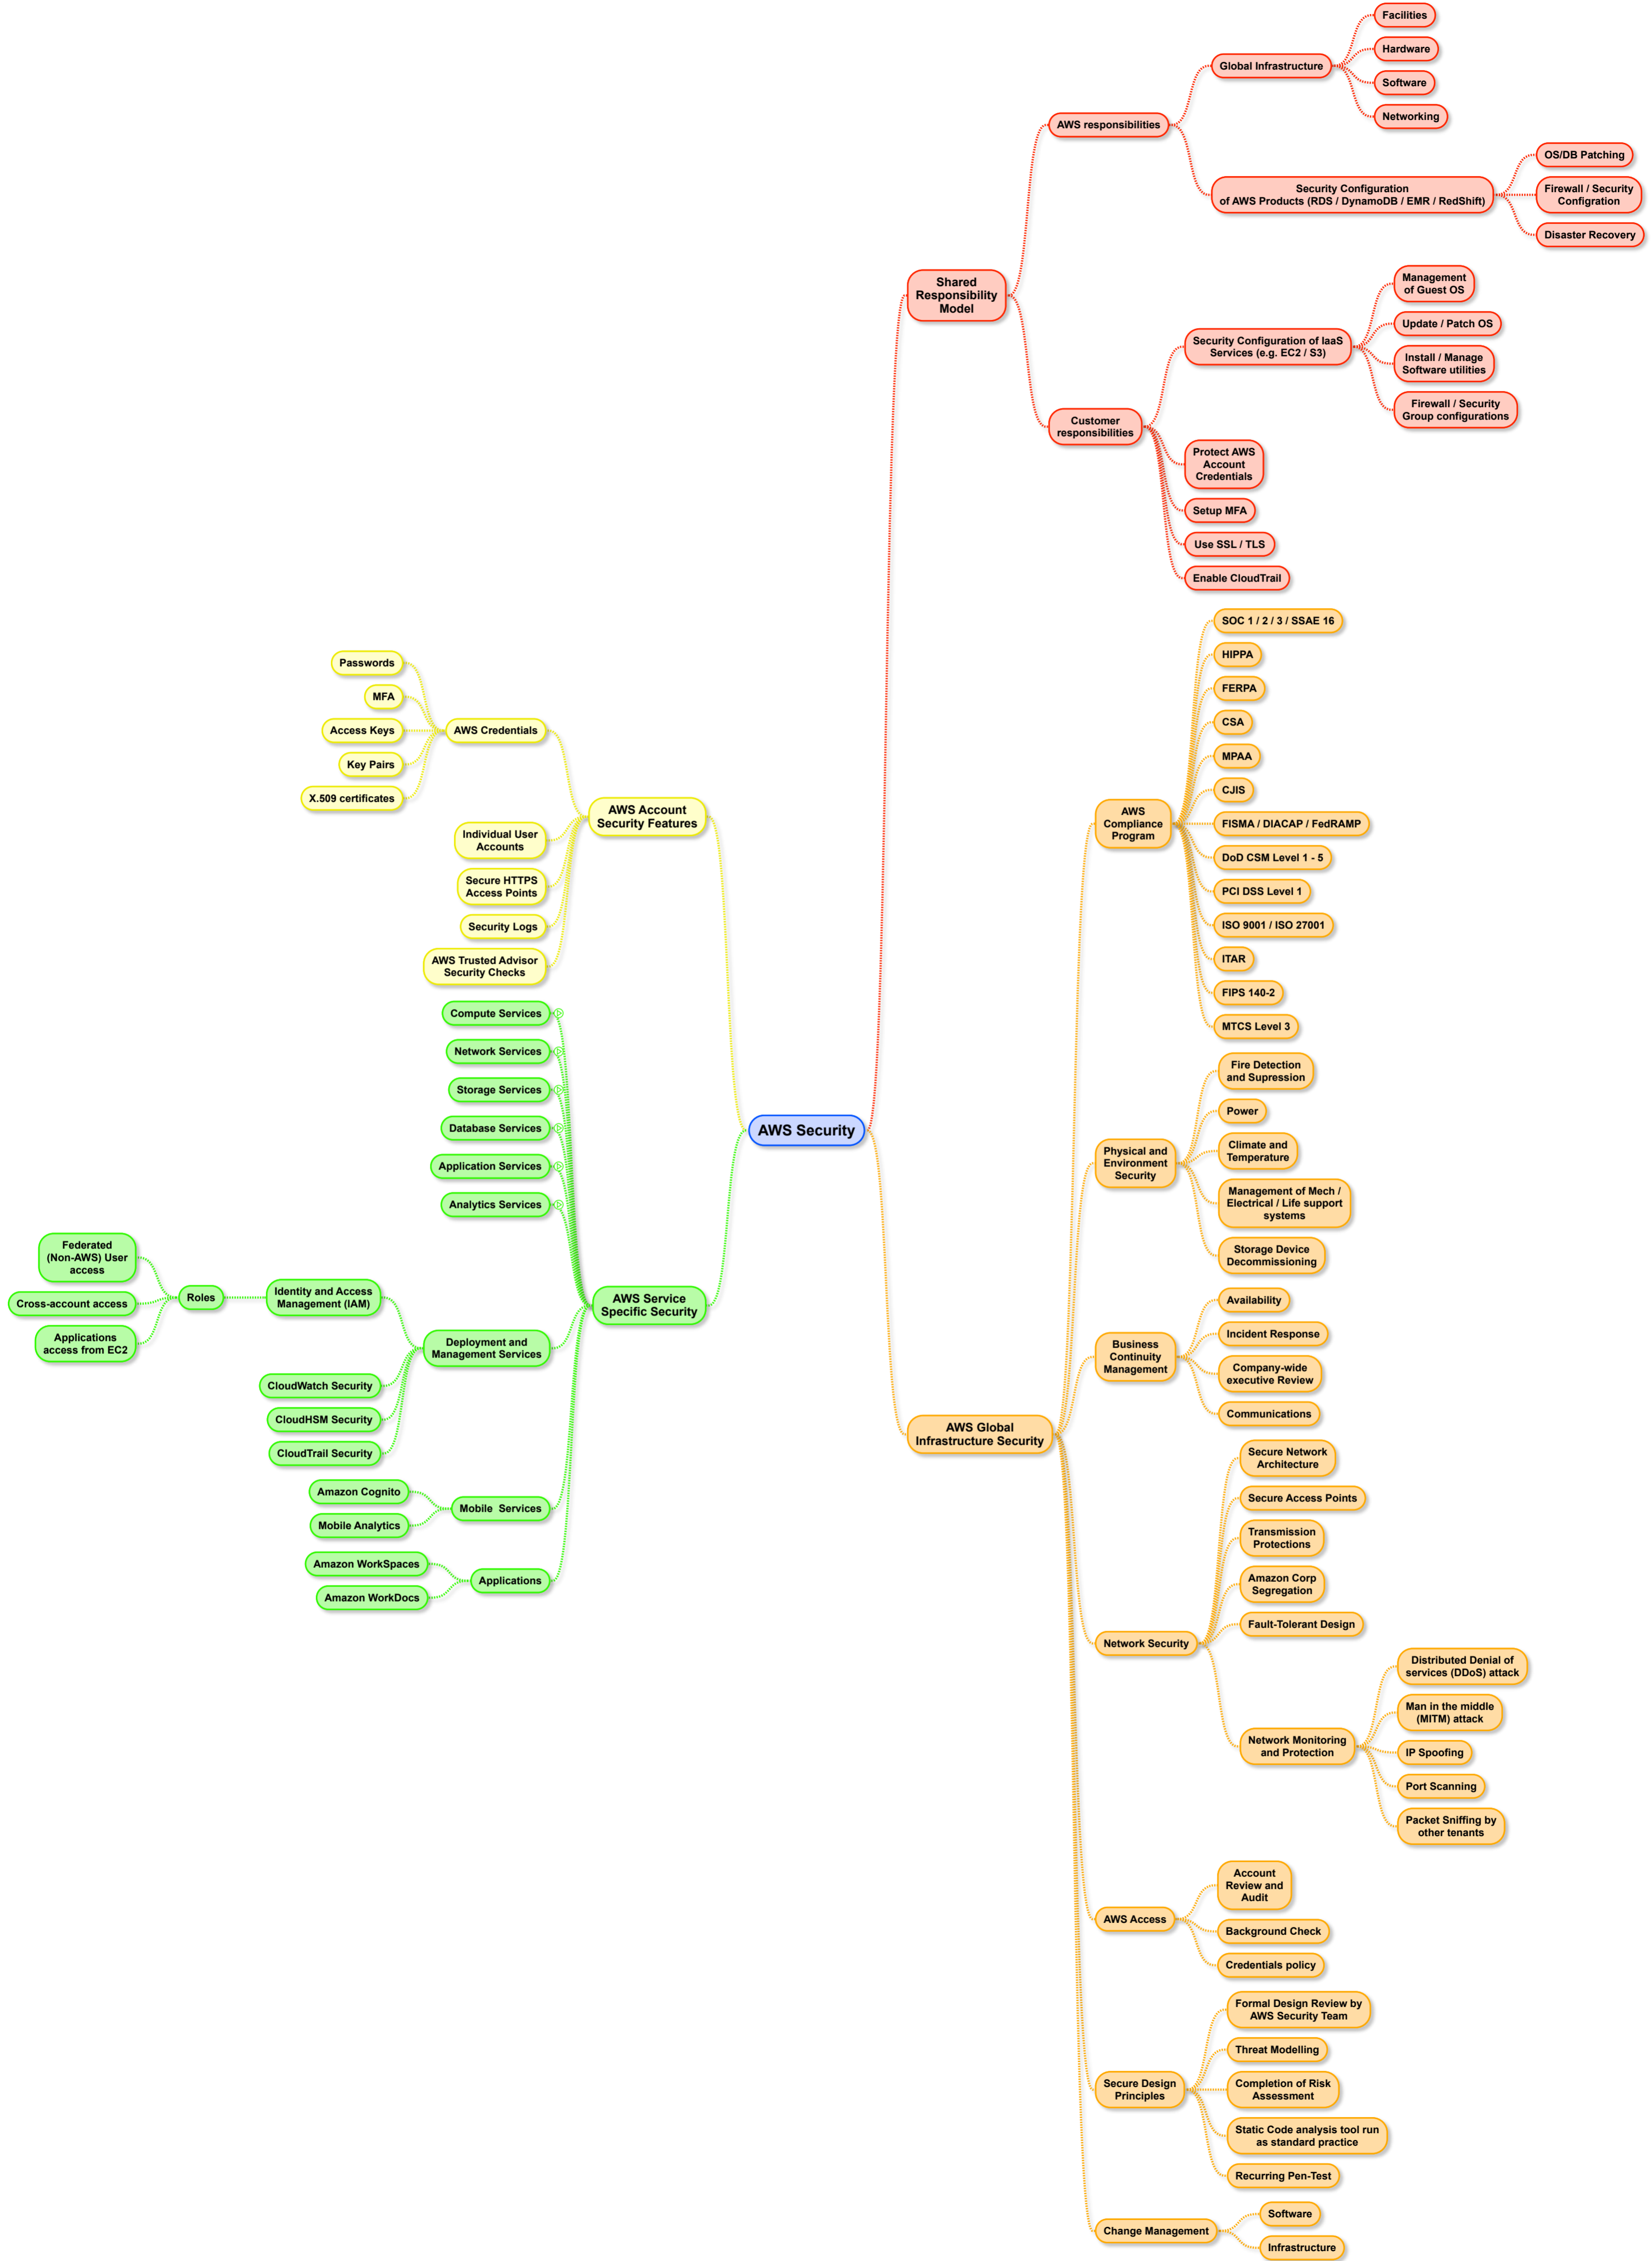 AWS Security
Shared
Responsibility
Model
AWS responsibilities
Global Infrastructure
Facilities
Hardware
Software
Networking
Security Configuration
of AWS Products (RDS / DynamoDB / EMR / RedShift)
OS/DB Patching
Firewall / Security
Configration
Disaster Recovery
Customer
responsibilities
Security Configuration of IaaS
Services (e.g. EC2 / S3)
Management
of Guest OS
Update / Patch OS
Install / Manage
Software utilities
Firewall / Security
Group configurations
Protect AWS
Account
Credentials
Setup MFA
Use SSL / TLS
Enable CloudTrail
AWS Global
Infrastructure Security
AWS
Compliance
Program
SOC 1 / 2 / 3 / SSAE 16
HIPPA
FERPA
CSA
MPAA
CJIS
FISMA / DIACAP / FedRAMP
DoD CSM Level 1 - 5
PCI DSS Level 1
ISO 9001 / ISO 27001
ITAR
FIPS 140-2
MTCS Level 3
Physical and
Environment
Security
Fire Detection
and Supression
Power
Climate and
Temperature
Management of Mech /
Electrical / Life support
systems
Storage Device
Decommissioning
Business
Continuity
Management
Availability
Incident Response
Company-wide
executive Review
Communications
Network Security
Secure Network
Architecture
Secure Access Points
Transmission
Protections
Amazon Corp
Segregation
Fault-Tolerant Design
Network Monitoring
and Protection
Distributed Denial of
services (DDoS) attack
Man in the middle
(MITM) attack
IP Spoofing
Port Scanning
Packet Sniffing by
other tenants
AWS Access
Account
Review and
Audit
Background Check
Credentials policy
Secure Design
Principles
Formal Design Review by
AWS Security Team
Threat Modelling
Completion of Risk
Assessment
Static Code analysis tool run
as standard practice
Recurring Pen-Test
Change Management
Software
Infrastructure
AWS Account
Security Features
AWS Credentials
Passwords
MFA
Access Keys
Key Pairs
X.509 certificates
Individual User
Accounts
Secure HTTPS
Access Points
Security Logs
AWS Trusted Advisor
Security Checks
AWS Service
Specific Security
Compute Services
Network Services
Storage Services
Database Services
Application Services
Analytics Services
Deployment and
Management Services
Identity and Access
Management (IAM)
Roles
Federated
(Non-AWS) User
access
Cross-account access
Applications
access from EC2
CloudWatch Security
CloudHSM Security
CloudTrail Security
Mobile  Services
Amazon Cognito
Mobile Analytics
Applications
Amazon WorkSpaces
Amazon WorkDocs